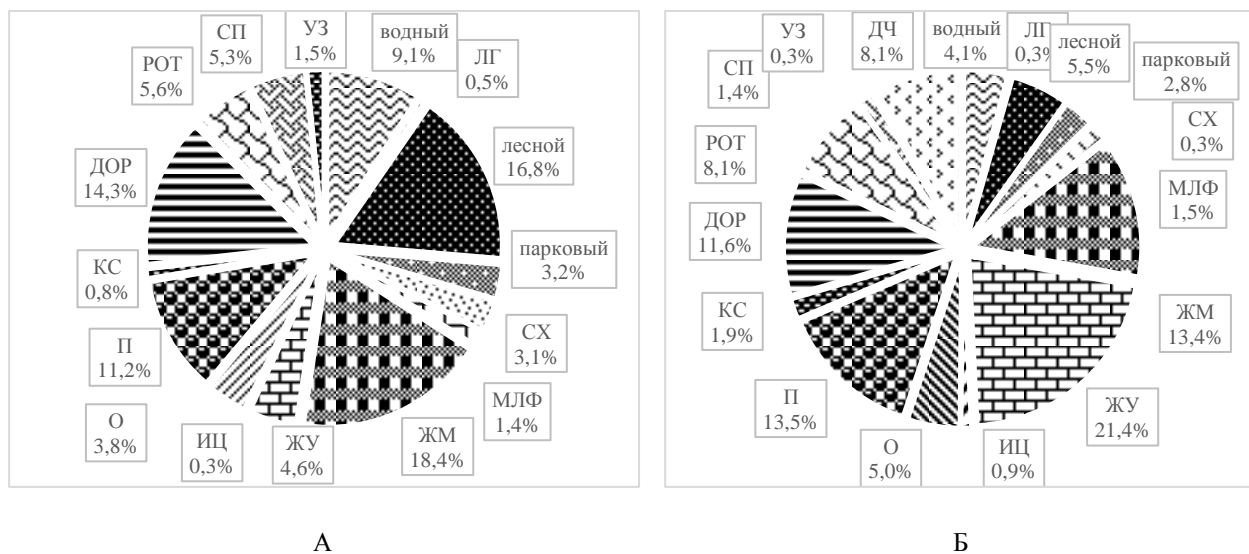 СП
5,3%
УЗ
1,5%
водный
9,1%
ЛГ
0,5%
РОТ
5,6%
лесной
16,8%
ДОР
14,3%
парковый
3,2%
КС
0,8%
СХ
3,1%
П
11,2%
МЛФ
1,4%
О
3,8%
ИЦ
0,3%
ЖУ
4,6%
ЖМ
18,4%
А
УЗ
0,3%
ДЧ
8,1%
водный
4,1%
ЛГ
0,3%
лесной
5,5%
парковый
2,8%
СП
1,4%
СХ
0,3%
РОТ
8,1%
МЛФ
1,5%
ДОР
11,6%
ЖМ
13,4%
КС
1,9%
П
13,5%
ЖУ
21,4%
О
5,0%
ИЦ
0,9%
Б